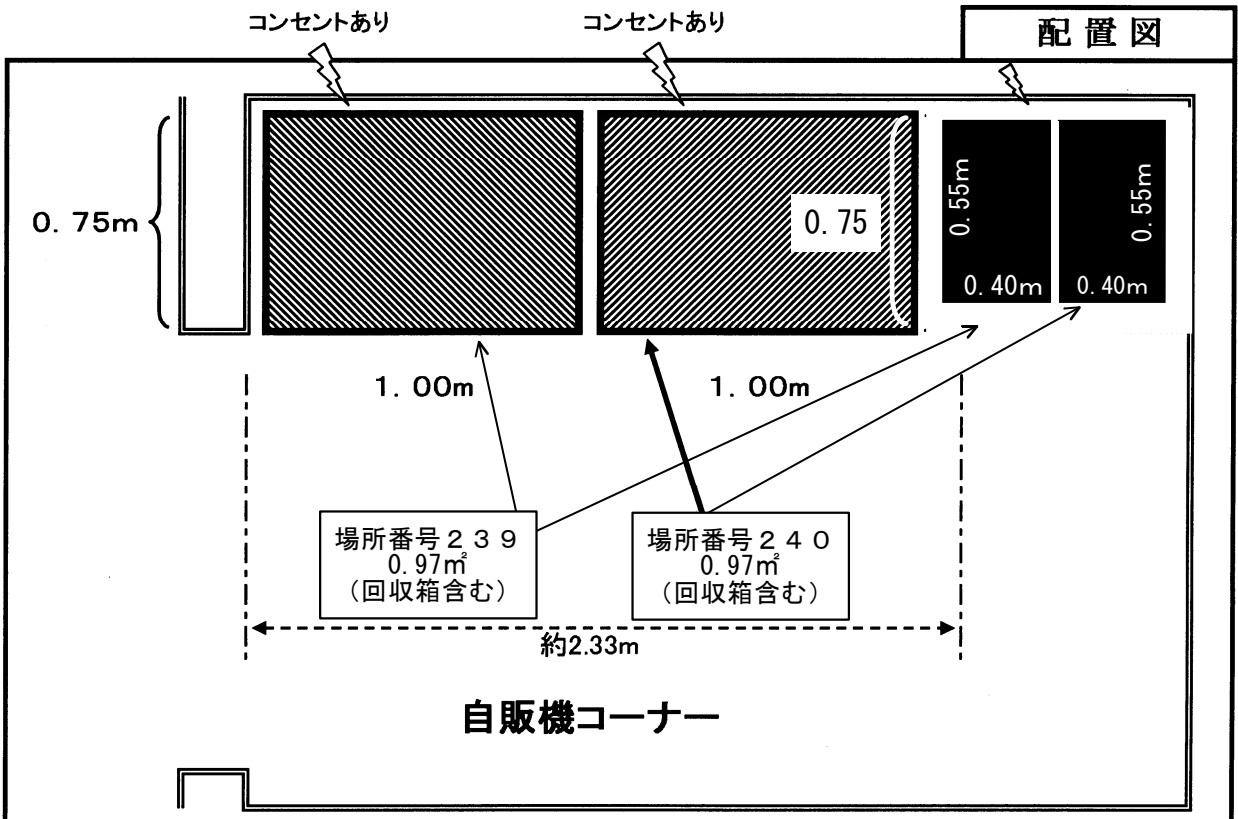 コンセントあり
コンセントあり
配置図
0.75m
0.75
0.55m
0.55m
0.40m
0.40m
1.00m
1.00m
場所番号239
0.97㎡
(回収箱含む)
場所番号240
0.97㎡
(回収箱含む)
約2.33m
自販機コーナー